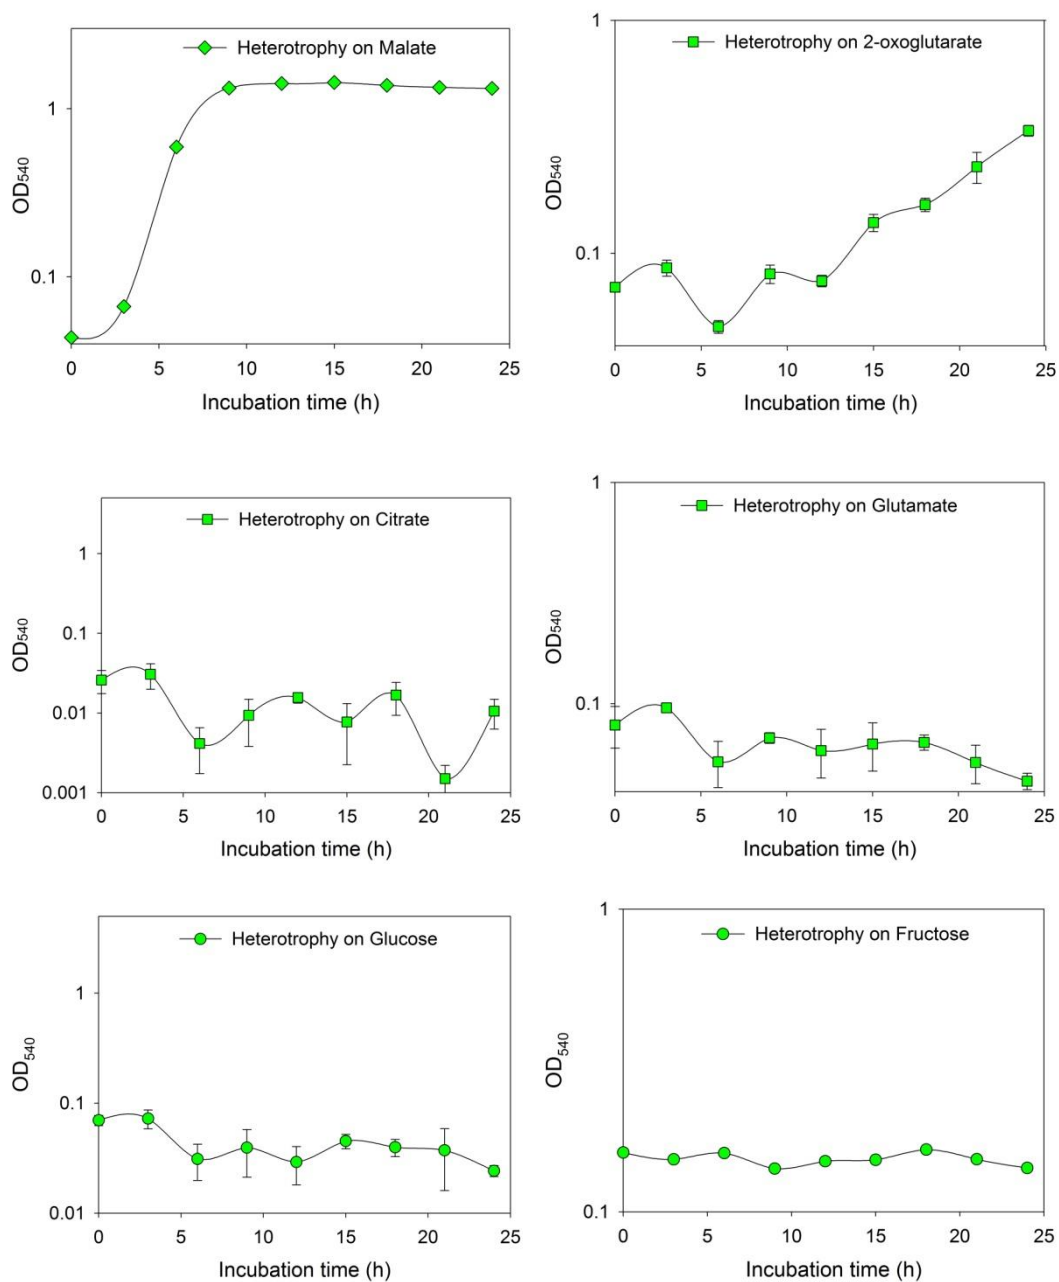 Heterotrophy on Malate
1
0.1
OD540
0 5 10 15 20 25
Incubation time (h)
Heterotrophy on 2-oxoglutarate
1
0.1
OD540
0 5 10 15 20 25
Incubation time (h)
Heterotrophy on Citrate
1
0.1
0.01
0.001
OD540
0 5 10 15 20 25
Incubation time (h)
Heterotrophy on Glutamate
1
0.1
OD540
0 5 10 15 20 25
Incubation time (h)
Heterotrophy on Glucose
1
0.1
0.01
OD540
0 5 10 15 20 25
Incubation time (h)
Heterotrophy on Fructose
1
0.1
OD540
0 5 10 15 20 25
Incubation time (h)